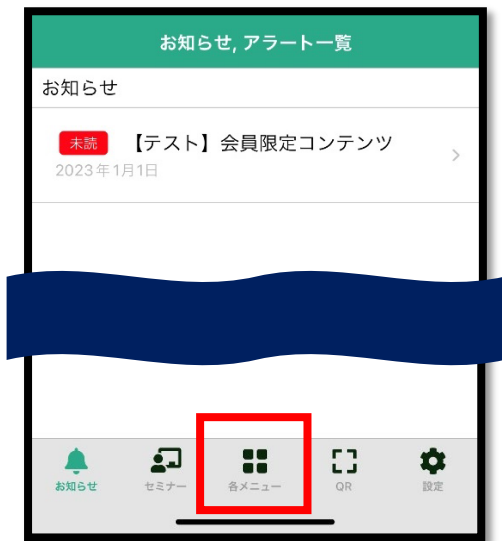 お知らせ, アラート一覧
お知らせ
未読 【テスト】会員限定コンテンツ
2023年1月1日
お知らせ セミナー 各メニュー QR 設定